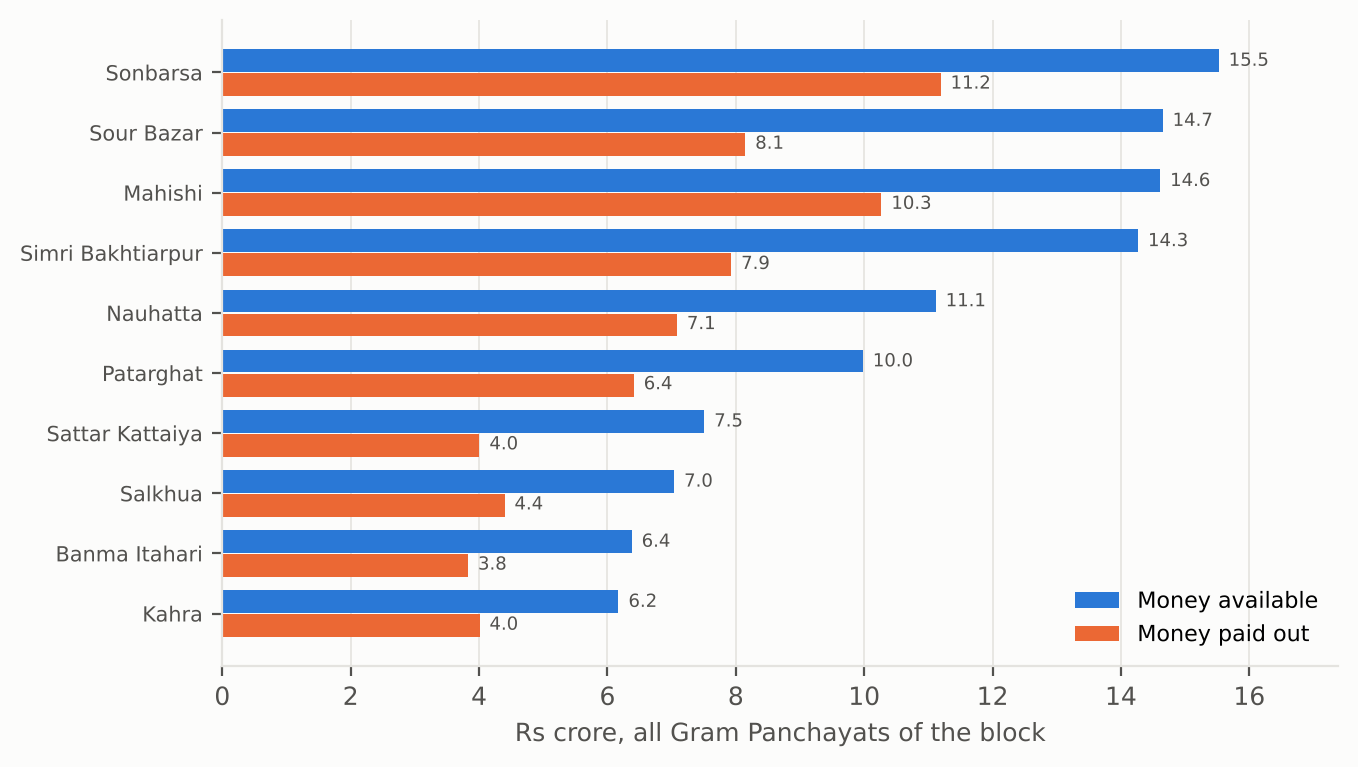 Sonbarsa 15.5
11.2
Sour Bazar 14.7
8.1
Mahishi 14.6
10.3
Simri Bakhtiarpur 14.3
7.9
Nauhatta 11.1
7.1
Patarghat 10.0
6.4
Sattar Kattaiya 7.5
4.0
Salkhua 7.0
4.4
Banma Itahari 6.4
3.8
Kahra 6.2
4.0
Money available
Money paid out
0 2 4 6 8 10 12 14 16
Rs crore, all Gram Panchayats of the block